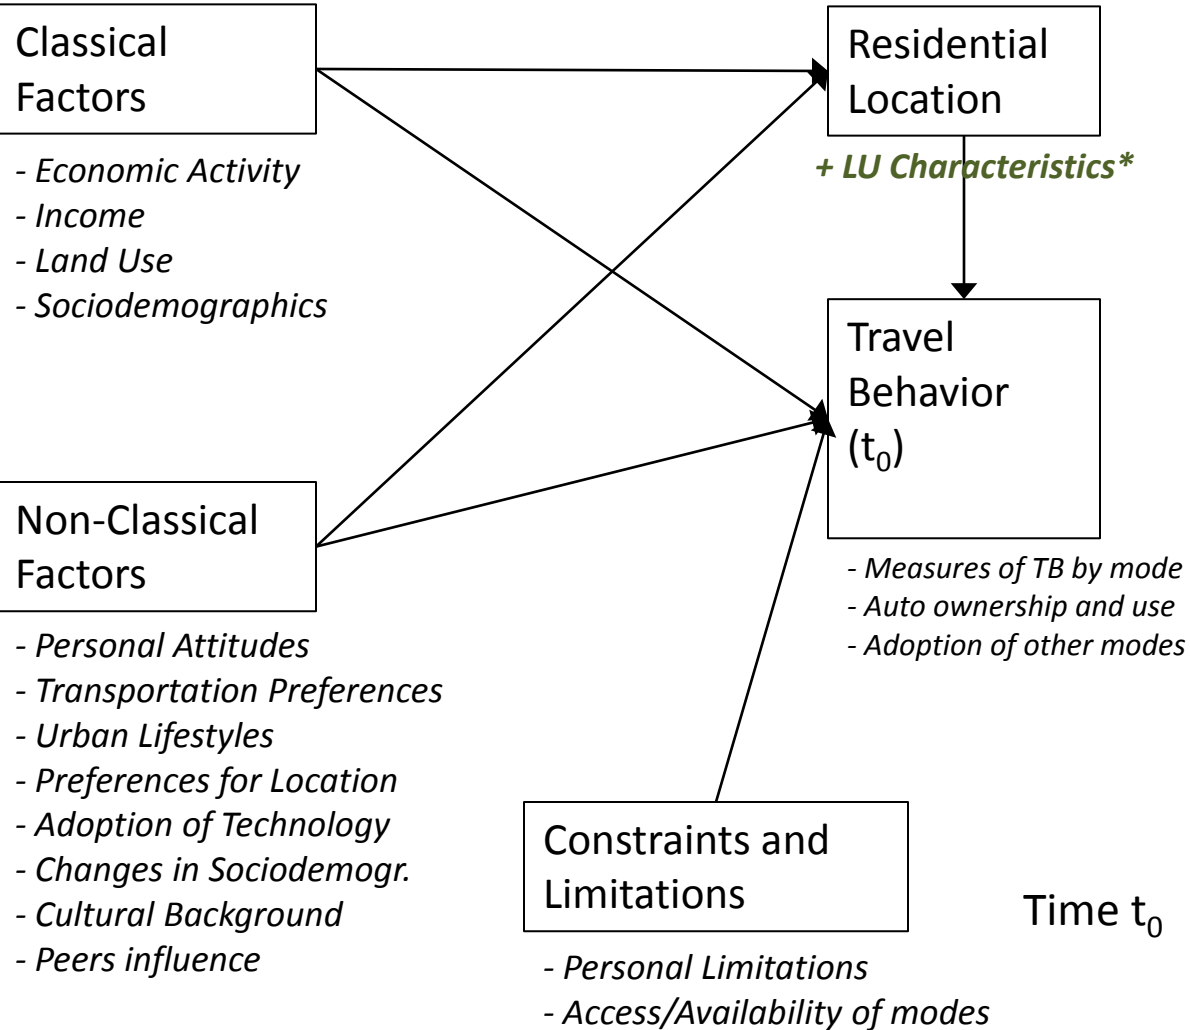 Classical
Factors
- Economic Activity
- Income
- Land Use
- Sociodemographics
Residential
Location
+ LU Characteristics*
Travel
Behavior
(t₀)
- Measures of TB by mode
- Auto ownership and use
- Adoption of other modes
Non-Classical
Factors
- Personal Attitudes
- Transportation Preferences
- Urban Lifestyles
- Preferences for Location
- Adoption of Technology
- Changes in Sociodemogr.
- Cultural Background
- Peers influence
Constraints and
Limitations
- Personal Limitations
- Access/Availability of modes
Time t₀